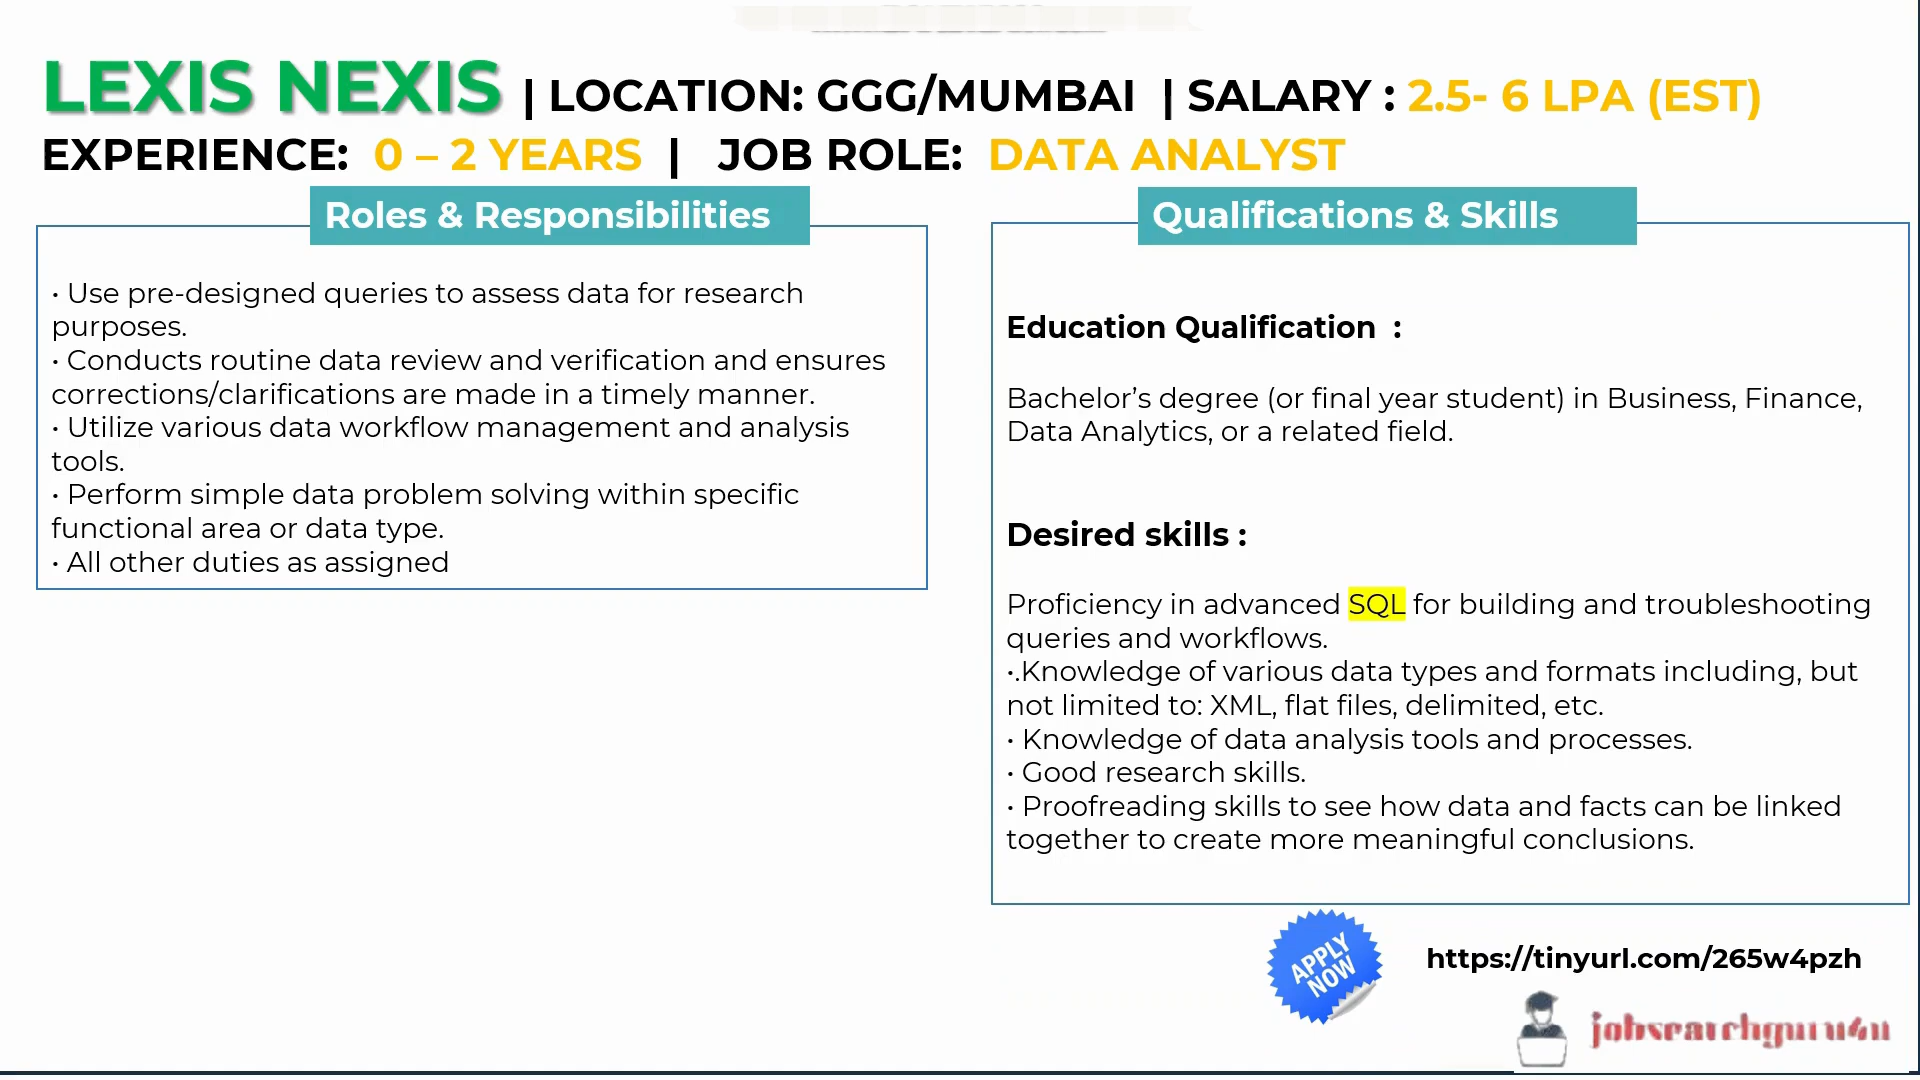 LEXIS NEXIS | LOCATION: GGG/MUMBAI | SALARY : 2.5- 6 LPA (EST)
EXPERIENCE: 0 – 2 YEARS | JOB ROLE: DATA ANALYST
Roles & Responsibilities
• Use pre-designed queries to assess data for research
purposes.
• Conducts routine data review and verification and ensures
corrections/clarifications are made in a timely manner.
• Utilize various data workflow management and analysis
tools.
• Perform simple data problem solving within specific
functional area or data type.
• All other duties as assigned
Qualifications & Skills
Education Qualification :
Bachelor’s degree (or final year student) in Business, Finance,
Data Analytics, or a related field.
Desired skills :
Proficiency in advanced SQL for building and troubleshooting
queries and workflows.
•.Knowledge of various data types and formats including, but
not limited to: XML, flat files, delimited, etc.
• Knowledge of data analysis tools and processes.
• Good research skills.
• Proofreading skills to see how data and facts can be linked
together to create more meaningful conclusions.
APPLY
NOW
https://tinyurl.com/265w4pzh
jobsearchguru4u